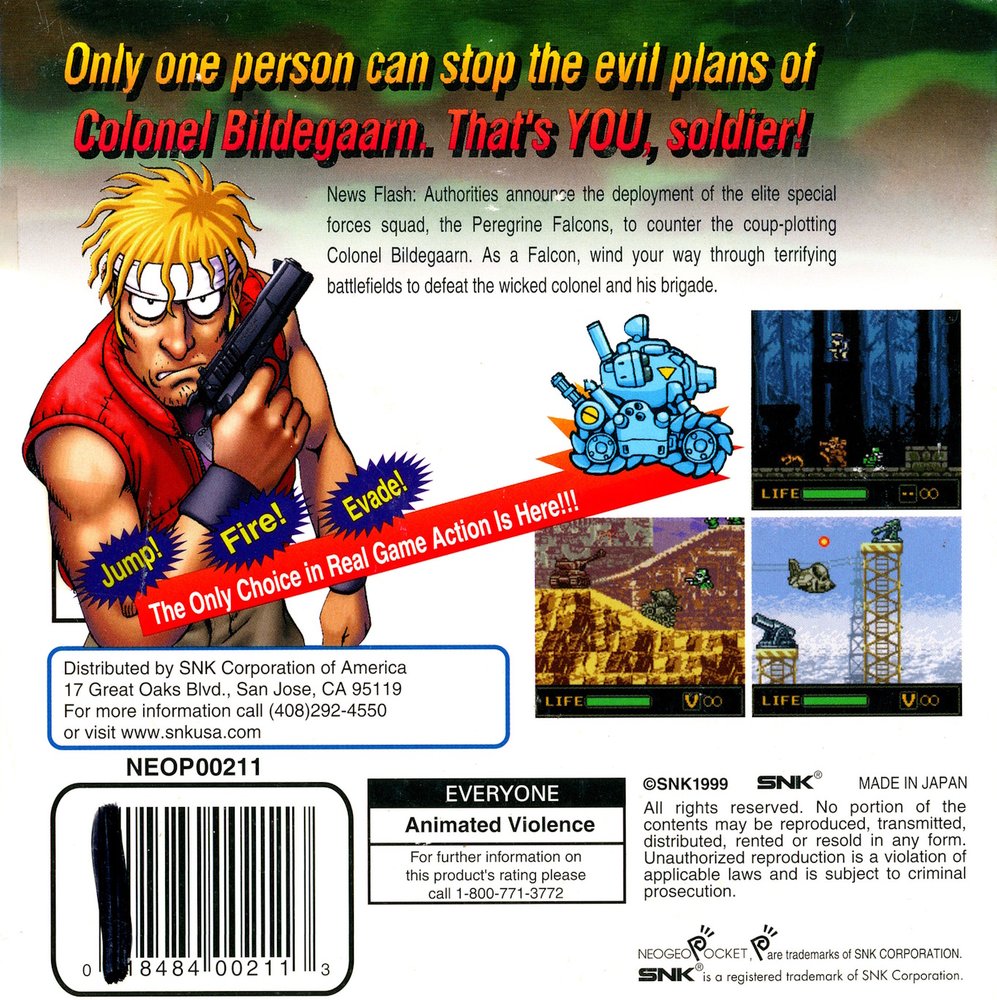 Only one person can stop the evil plans of
Colonel Bildegaarn. That's YOU, soldier!
News Flash: Authorities announce the deployment of the elite special
forces squad, the Peregrine Falcons, to counter the coup-plotting
Colonel Bildegaarn. As a Falcon, wind your way through terrifying
battlefields to defeat the wicked colonel and his brigade.
Jump!
Fire!
Evade!
The Only Choice in Real Game Action Is Here!!!
LIFE -- ∞
LIFE V ∞
LIFE V ∞
Distributed by SNK Corporation of America
17 Great Oaks Blvd., San Jose, CA 95119
For more information call (408)292-4550
or visit www.snkusa.com
NEOP00211
0 18484 00211 3
EVERYONE
Animated Violence
For further information on
this product's rating please
call 1-800-771-3772
©SNK1999 SNK® MADE IN JAPAN
All rights reserved. No portion of the
contents may be reproduced, transmitted,
distributed, rented or resold in any form.
Unauthorized reproduction is a violation of
applicable laws and is subject to criminal
prosecution.
NEOGEO POCKET, P are trademarks of SNK CORPORATION.
SNK® is a registered trademark of SNK Corporation.